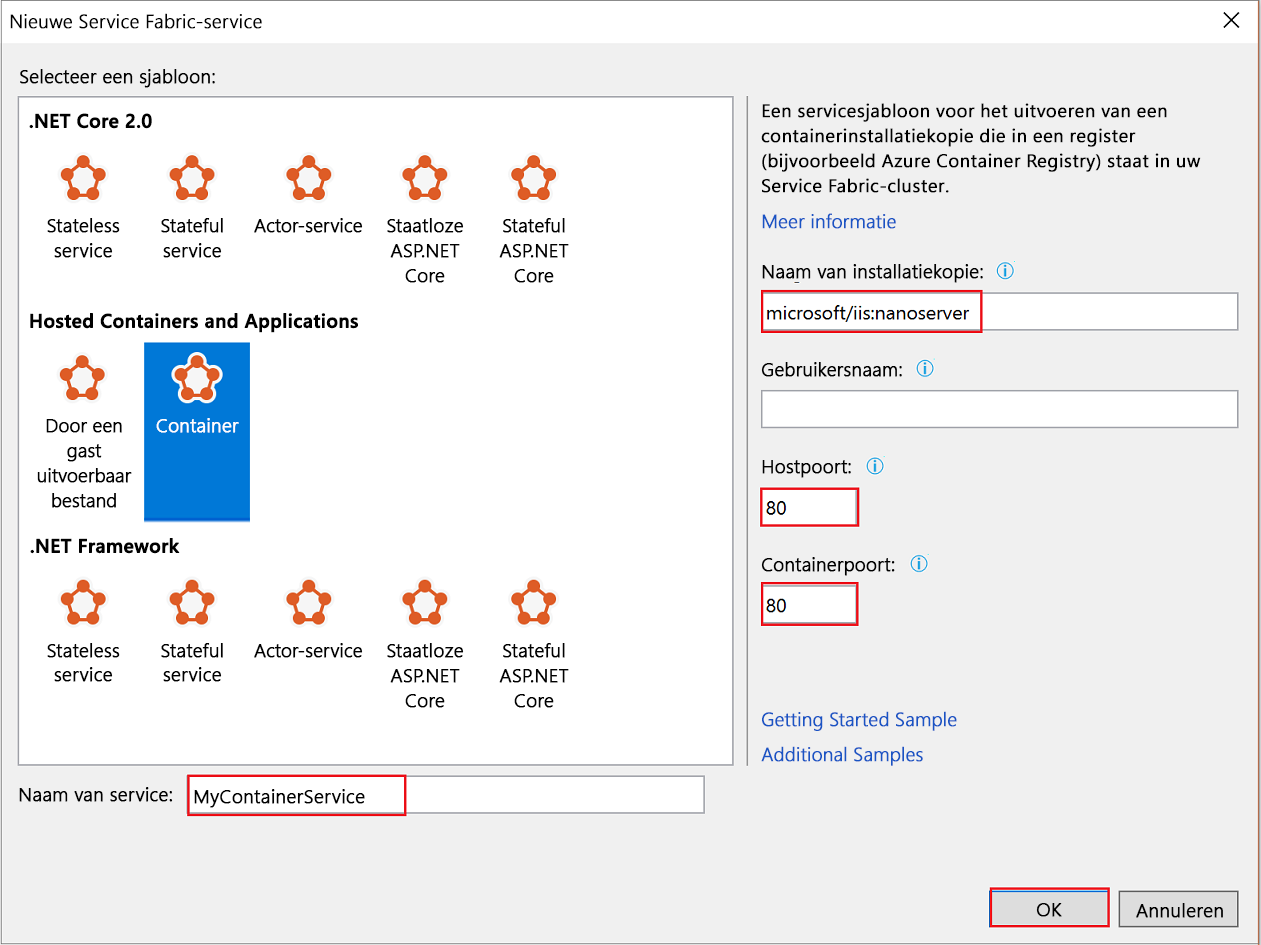 Nieuwe Service Fabric-service
Selecteer een sjabloon:
.NET Core 2.0
Stateless
service
Stateful
service
Actor-service
Staatloze
ASP.NET
Core
Stateful
ASP.NET
Core
Hosted Containers and Applications
Door een
gast
uitvoerbaar
bestand
Container
.NET Framework
Stateless
service
Stateful
service
Actor-service
Staatloze
ASP.NET
Core
Stateful
ASP.NET
Core
Naam van service:
MyContainerService
Een servicesjabloon voor het uitvoeren van een
containerinstallatiekopie die in een register
(bijvoorbeeld Azure Container Registry) staat in uw
Service Fabric-cluster.
Meer informatie
Naam van installatiekopie:
microsoft/iis:nanoserver
Gebruikersnaam:
Hostpoort:
80
Containerpoort:
80
Getting Started Sample
Additional Samples
OK
Annuleren